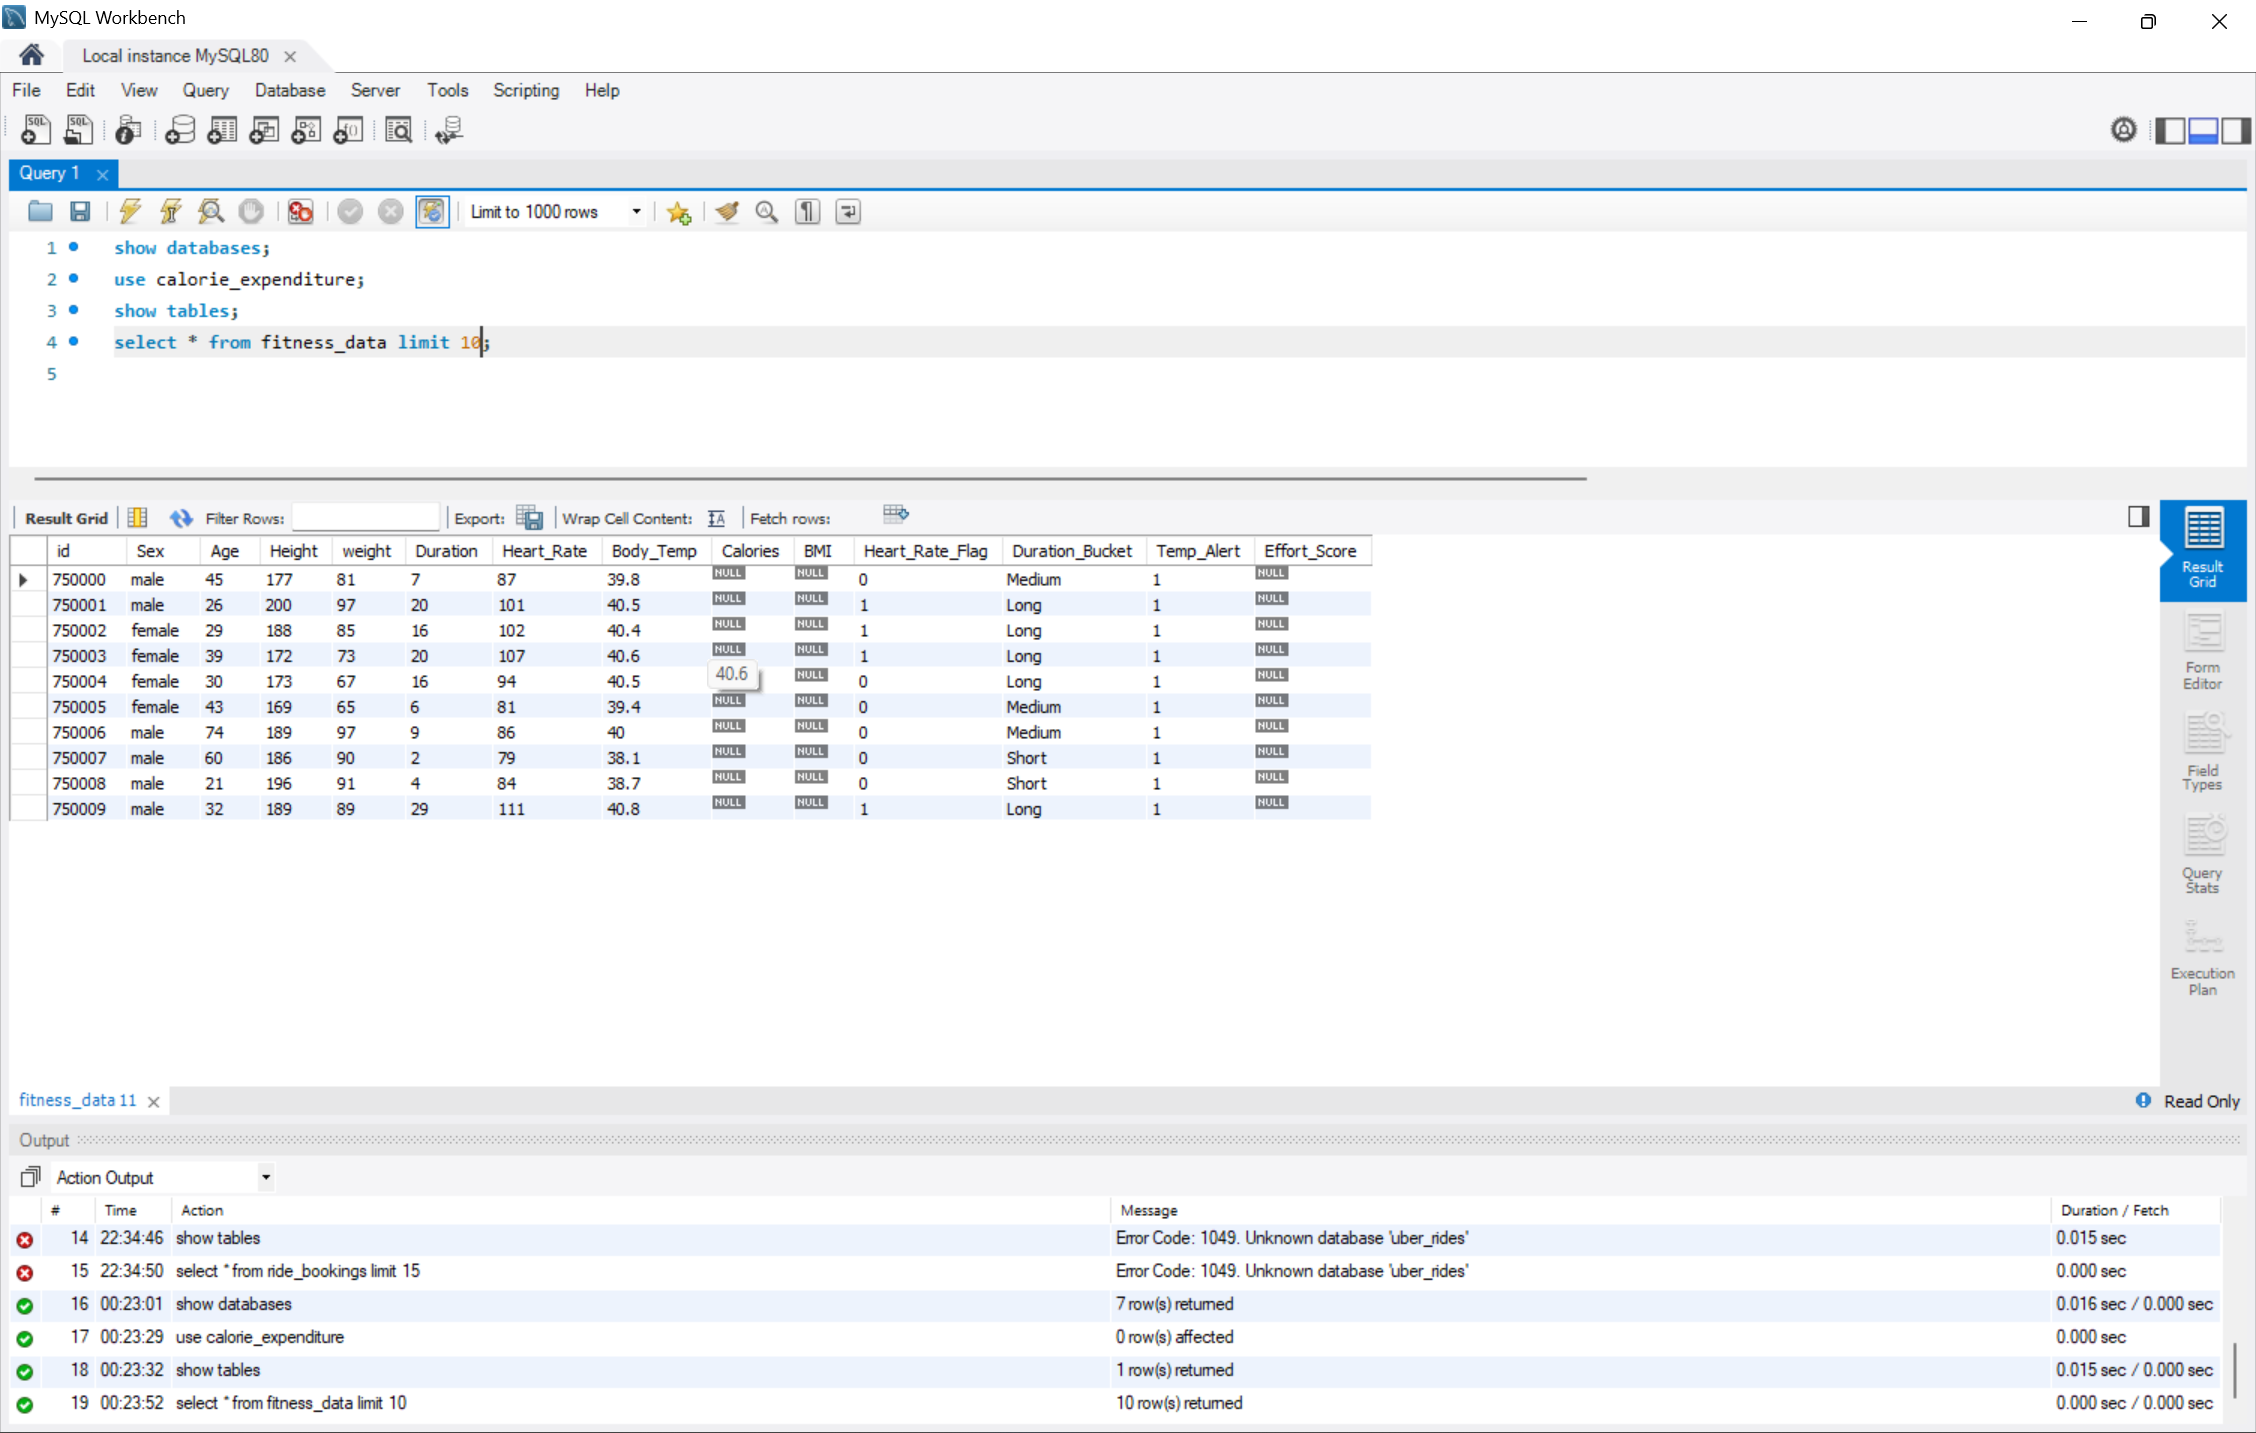 MySQL Workbench
Local instance MySQL80
File Edit View Query Database Server Tools Scripting Help
Query 1
Limit to 1000 rows
1 show databases;
2 use calorie_expenditure;
3 show tables;
4 select * from fitness_data limit 10;
5
Result Grid Filter Rows: Export: Wrap Cell Content: Fetch rows:
id Sex Age Height weight Duration Heart_Rate Body_Temp Calories BMI Heart_Rate_Flag Duration_Bucket Temp_Alert Effort_Score
750000 male 45 177 81 7 87 39.8 NULL NULL 0 Medium 1 NULL
750001 male 26 200 97 20 101 40.5 NULL NULL 1 Long 1 NULL
750002 female 29 188 85 16 102 40.4 NULL NULL 1 Long 1 NULL
750003 female 39 172 73 20 107 40.6 NULL NULL 1 Long 1 NULL
40.6
750004 female 30 173 67 16 94 40.5 NULL 0 Long 1 NULL
750005 female 43 169 65 6 81 39.4 NULL NULL 0 Medium 1 NULL
750006 male 74 189 97 9 86 40 NULL NULL 0 Medium 1 NULL
750007 male 60 186 90 2 79 38.1 NULL NULL 0 Short 1 NULL
750008 male 21 196 91 4 84 38.7 NULL NULL 0 Short 1 NULL
750009 male 32 189 89 29 111 40.8 NULL NULL 1 Long 1 NULL
Result
Grid
Form
Editor
Field
Types
Query
Stats
Execution
Plan
fitness_data 11 Read Only
Output
Action Output
# Time Action Message Duration / Fetch
14 22:34:46 show tables Error Code: 1049. Unknown database 'uber_rides' 0.015 sec
15 22:34:50 select * from ride_bookings limit 15 Error Code: 1049. Unknown database 'uber_rides' 0.000 sec
16 00:23:01 show databases 7 row(s) returned 0.016 sec / 0.000 sec
17 00:23:29 use calorie_expenditure 0 row(s) affected 0.000 sec
18 00:23:32 show tables 1 row(s) returned 0.015 sec / 0.000 sec
19 00:23:52 select * from fitness_data limit 10 10 row(s) returned 0.000 sec / 0.000 sec